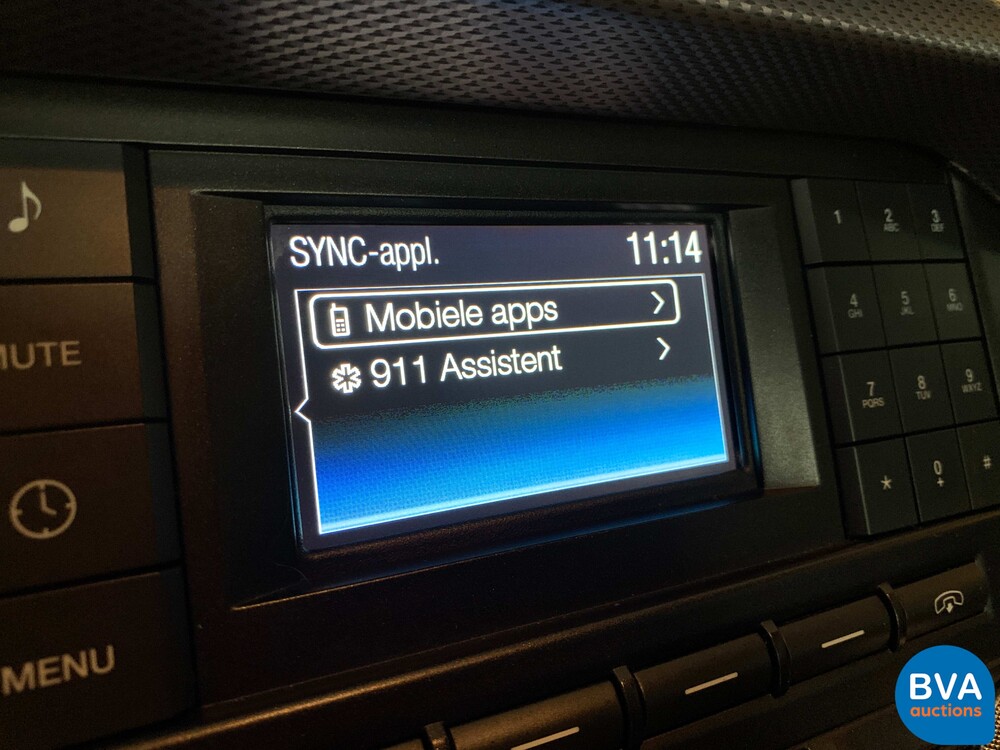 SYNC-appl. 11:14
Mobiele apps
911 Assistent
MUTE
MENU
1 2 ABC 3 DEF
4 GHI 5 JKL 6 MNO
7 PQRS 8 TUV 9 WXYZ
* 0 + #
BVA
auctions